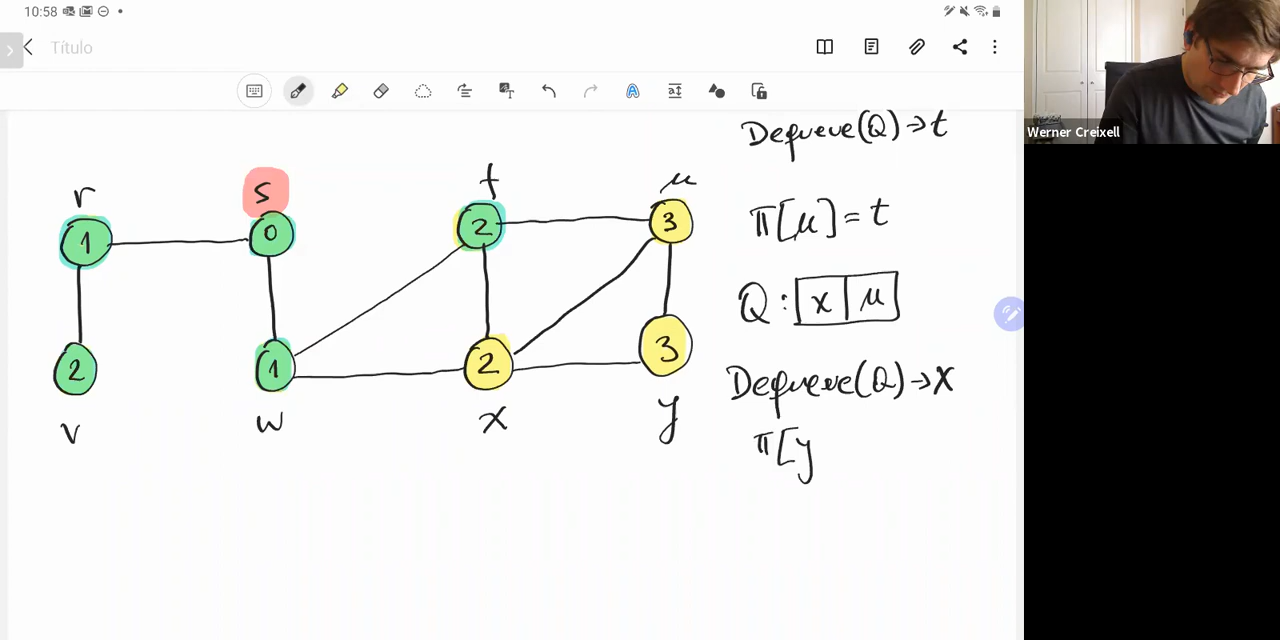 10:58
Título
Werner Creixell
Dequeue(Q)→t
r s t μ
1 0 2 3
π[μ]=t
Q: x μ
2 1 2 3
Dequeue(Q)→x
v w x y
π[y